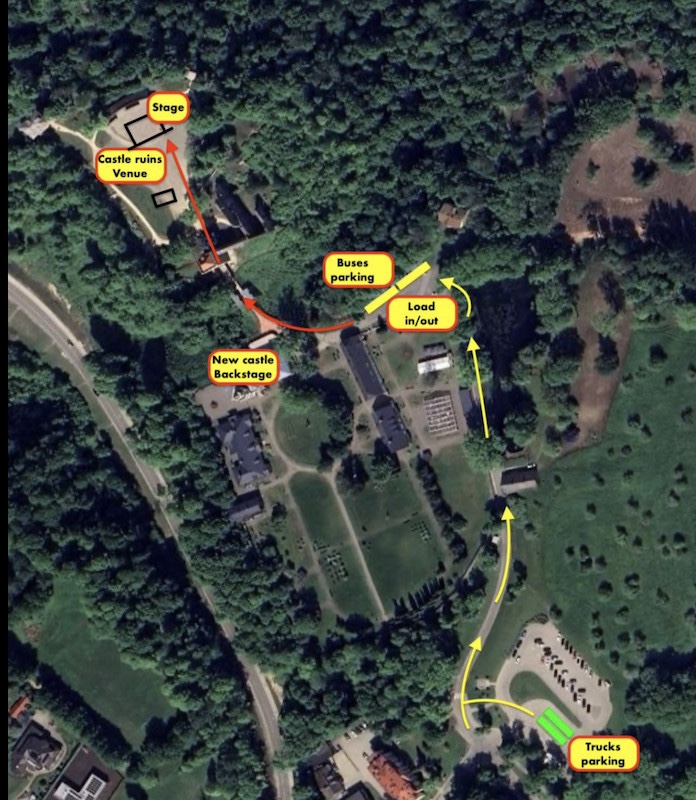 Stage
Castle ruins
Venue
Buses
parking
Load
in/out
New castle
Backstage
Trucks
parking